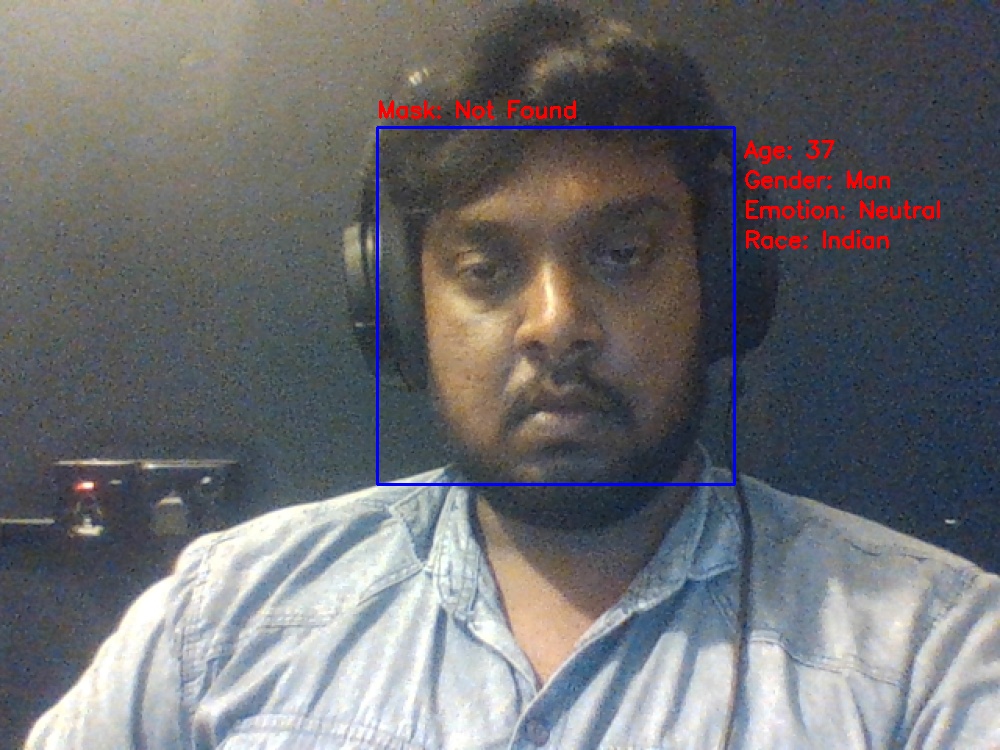 Mask: Not Found
Age: 37
Gender: Man
Emotion: Neutral
Race: Indian